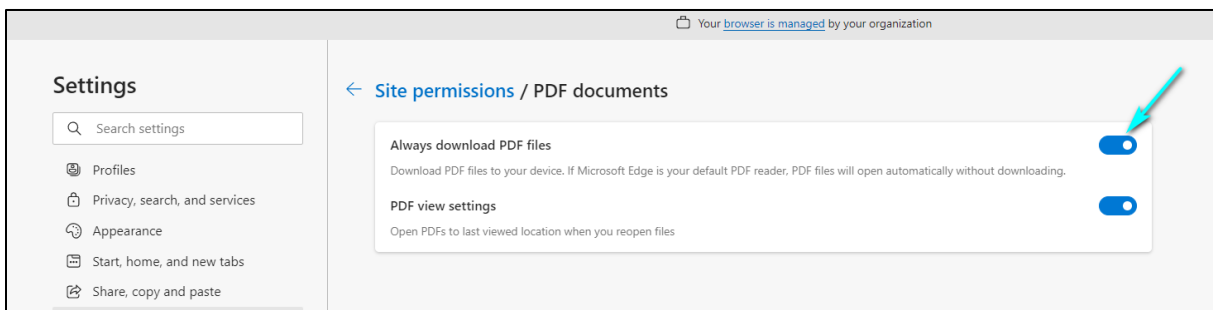 Your browser is managed by your organization
Settings
Search settings
Profiles
Privacy, search, and services
Appearance
Start, home, and new tabs
Share, copy and paste
Site permissions / PDF documents
Always download PDF files
Download PDF files to your device. If Microsoft Edge is your default PDF reader, PDF files will open automatically without downloading.
PDF view settings
Open PDFs to last viewed location when you reopen files